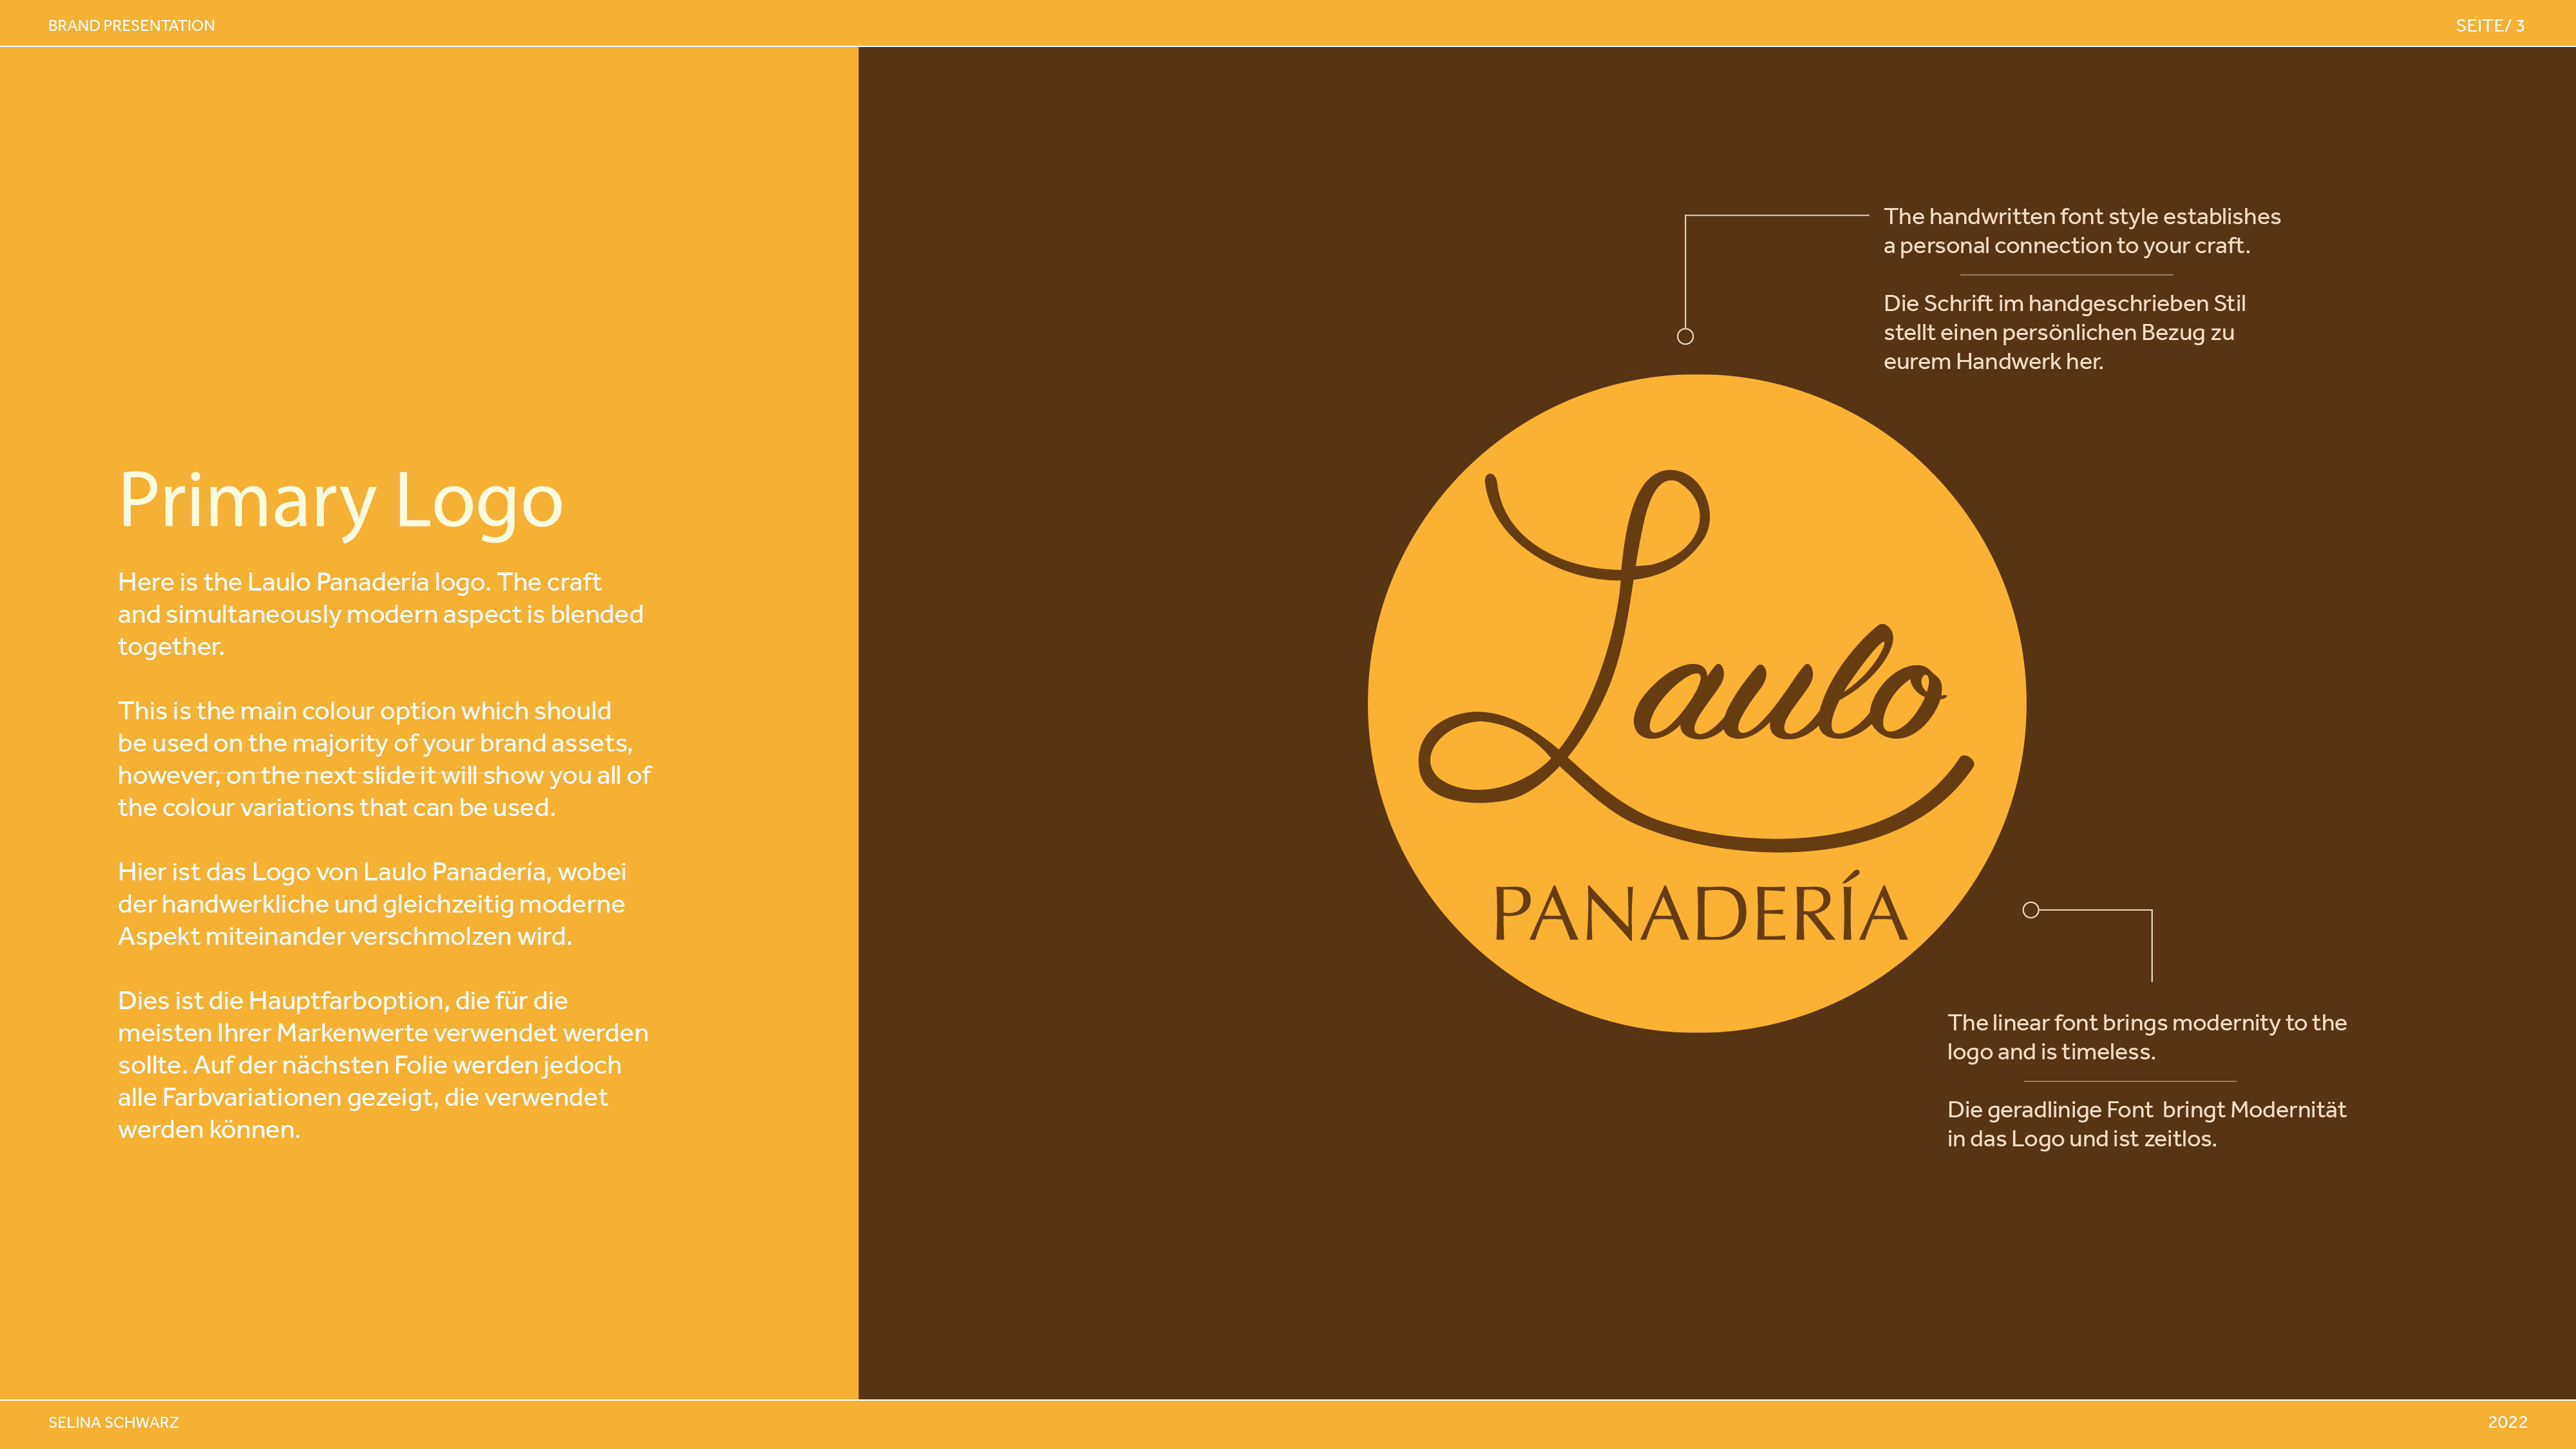 BRAND PRESENTATION
SEITE/ 3
Primary Logo
Here is the Laulo Panadería logo. The craft
and simultaneously modern aspect is blended
together.
This is the main colour option which should
be used on the majority of your brand assets,
however, on the next slide it will show you all of
the colour variations that can be used.
Hier ist das Logo von Laulo Panadería, wobei
der handwerkliche und gleichzeitig moderne
Aspekt miteinander verschmolzen wird.
Dies ist die Hauptfarboption, die für die
meisten Ihrer Markenwerte verwendet werden
sollte. Auf der nächsten Folie werden jedoch
alle Farbvariationen gezeigt, die verwendet
werden können.
The handwritten font style establishes
a personal connection to your craft.
Die Schrift im handgeschrieben Stil
stellt einen persönlichen Bezug zu
eurem Handwerk her.
Laulo
PANADERÍA
The linear font brings modernity to the
logo and is timeless.
Die geradlinige Font  bringt Modernität
in das Logo und ist zeitlos.
SELINA SCHWARZ
2022